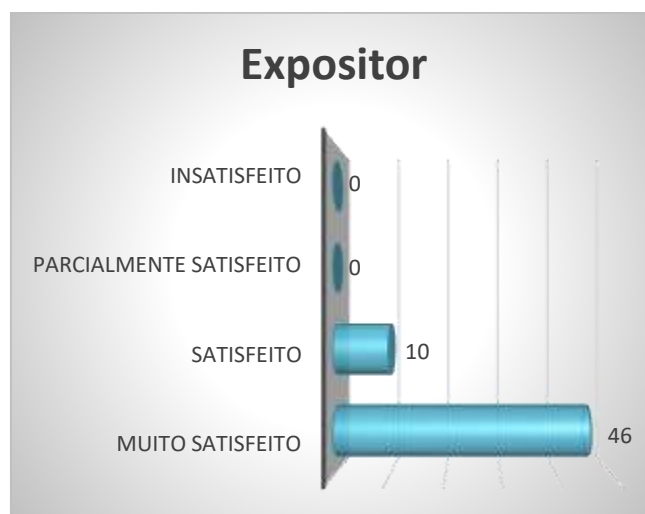 Expositor
INSATISFEITO
0
PARCIALMENTE SATISFEITO
0
SATISFEITO
10
MUITO SATISFEITO
46